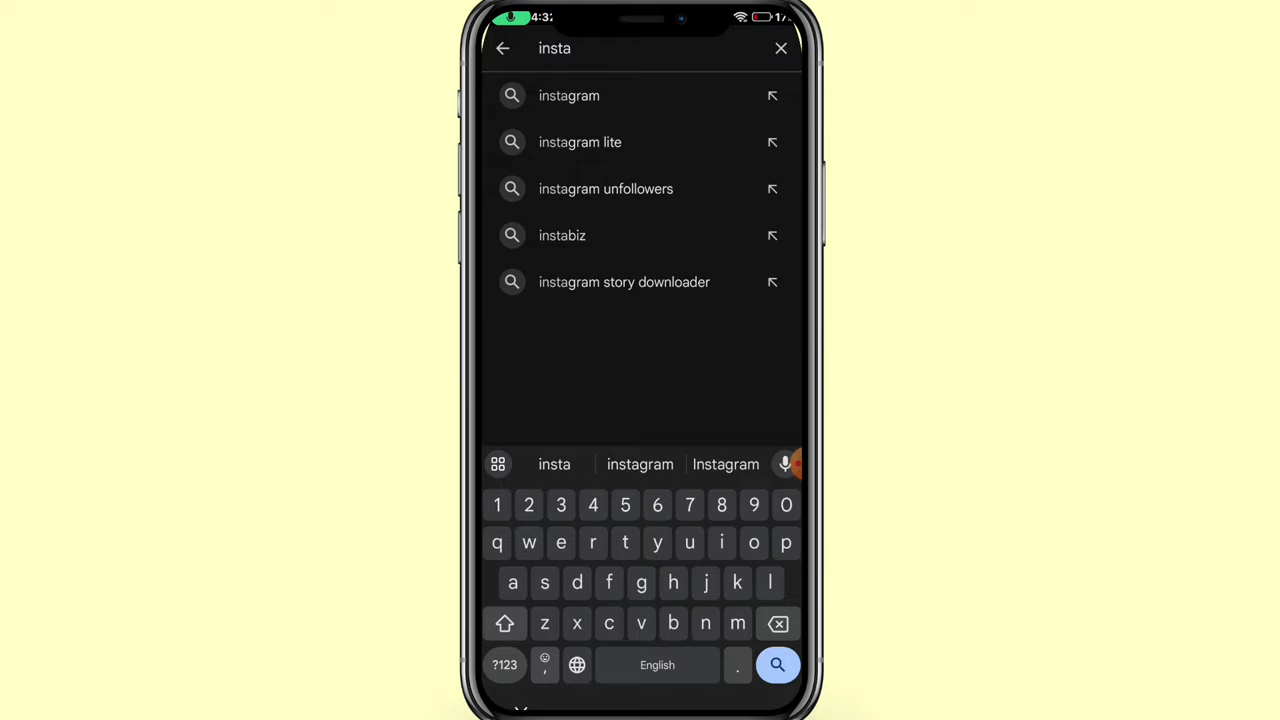 4:32
17
insta
instagram
instagram lite
instagram unfollowers
instabiz
instagram story downloader
insta instagram Instagram
1 2 3 4 5 6 7 8 9 0
q w e r t y u i o p
a s d f g h j k l
z x c v b n m
?123 , English .